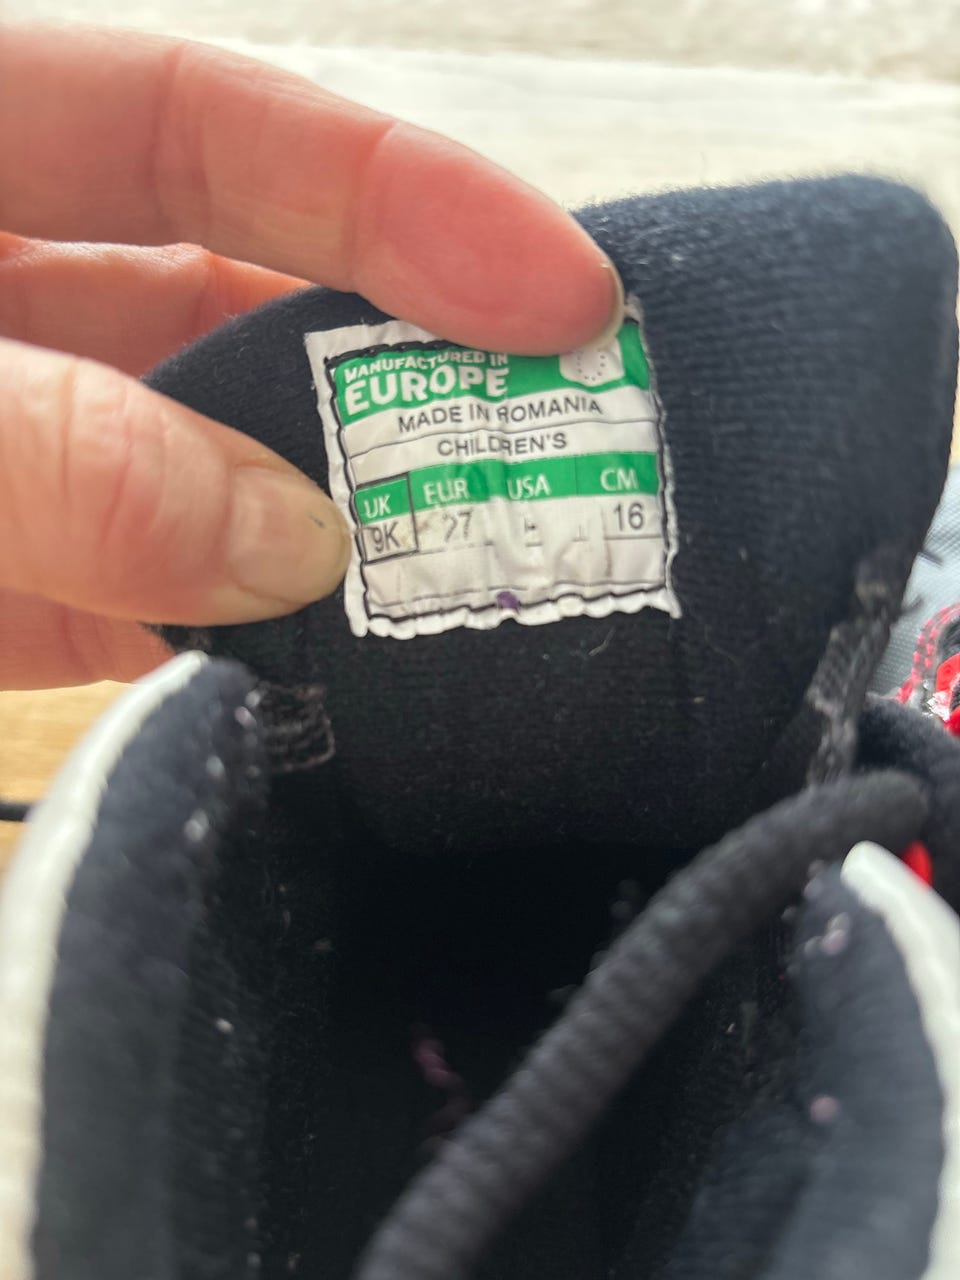 MANUFACTURED IN
EUROPE
MADE IN ROMANIA
CHILDREN'S
UK EUR USA CM
9K 16